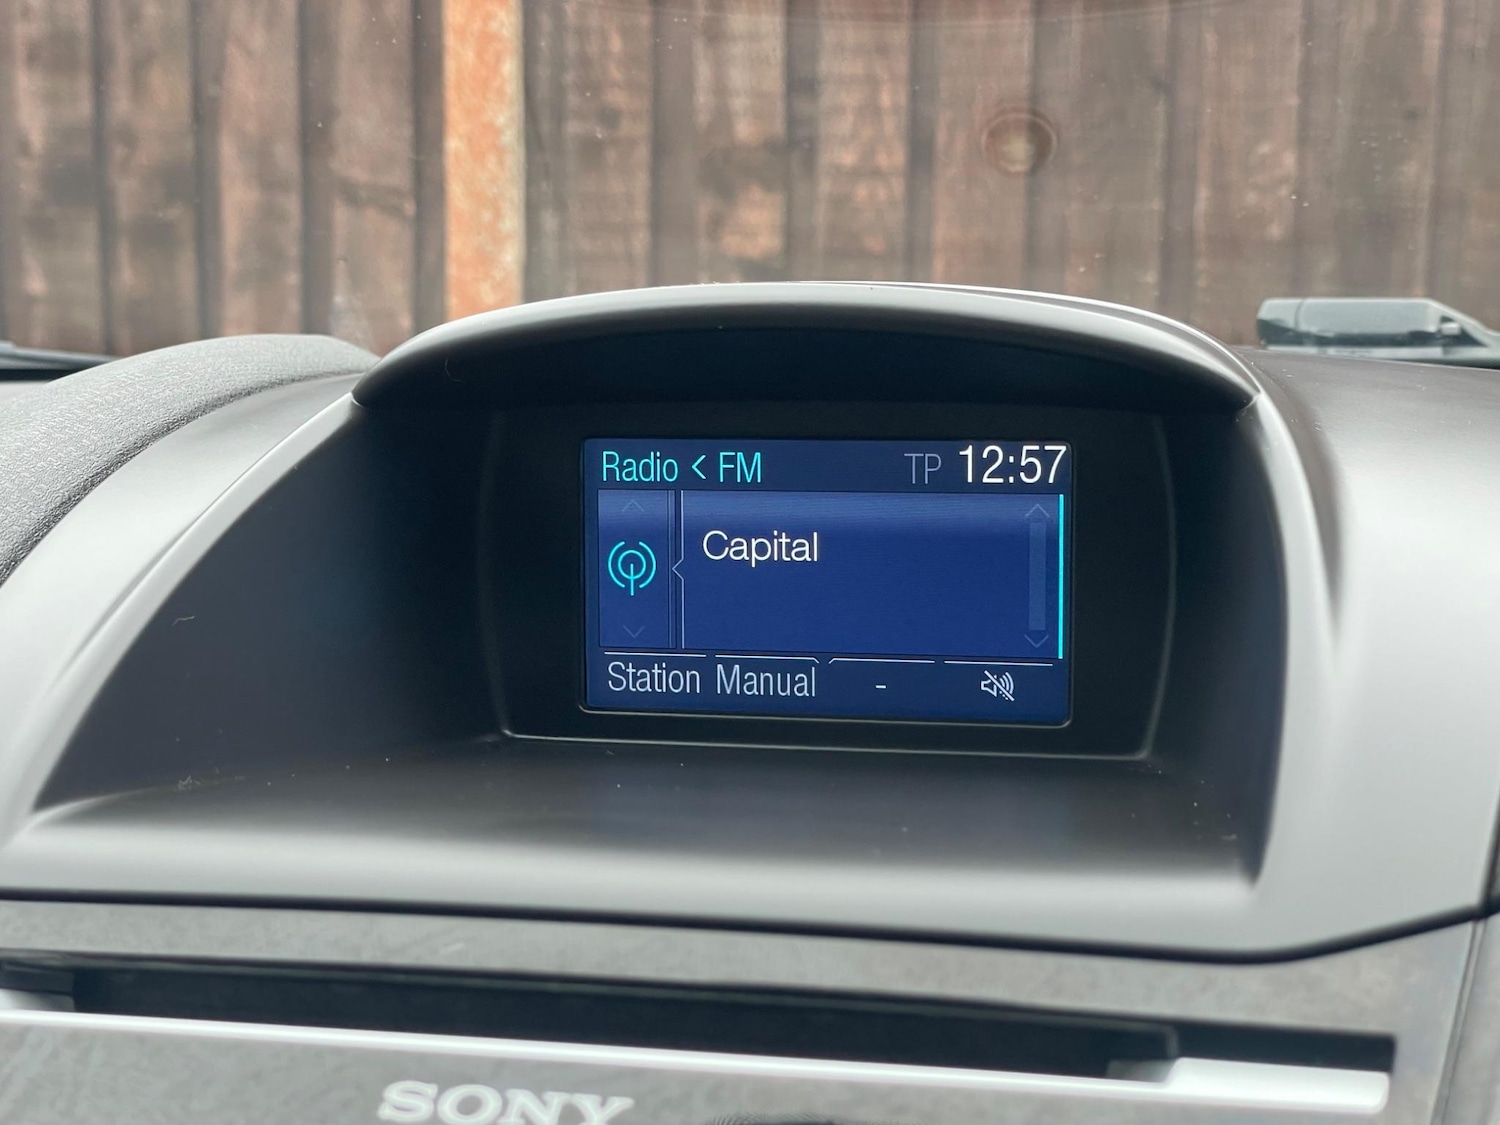 Radio < FM TP 12:57
Capital
Station Manual -
SONY